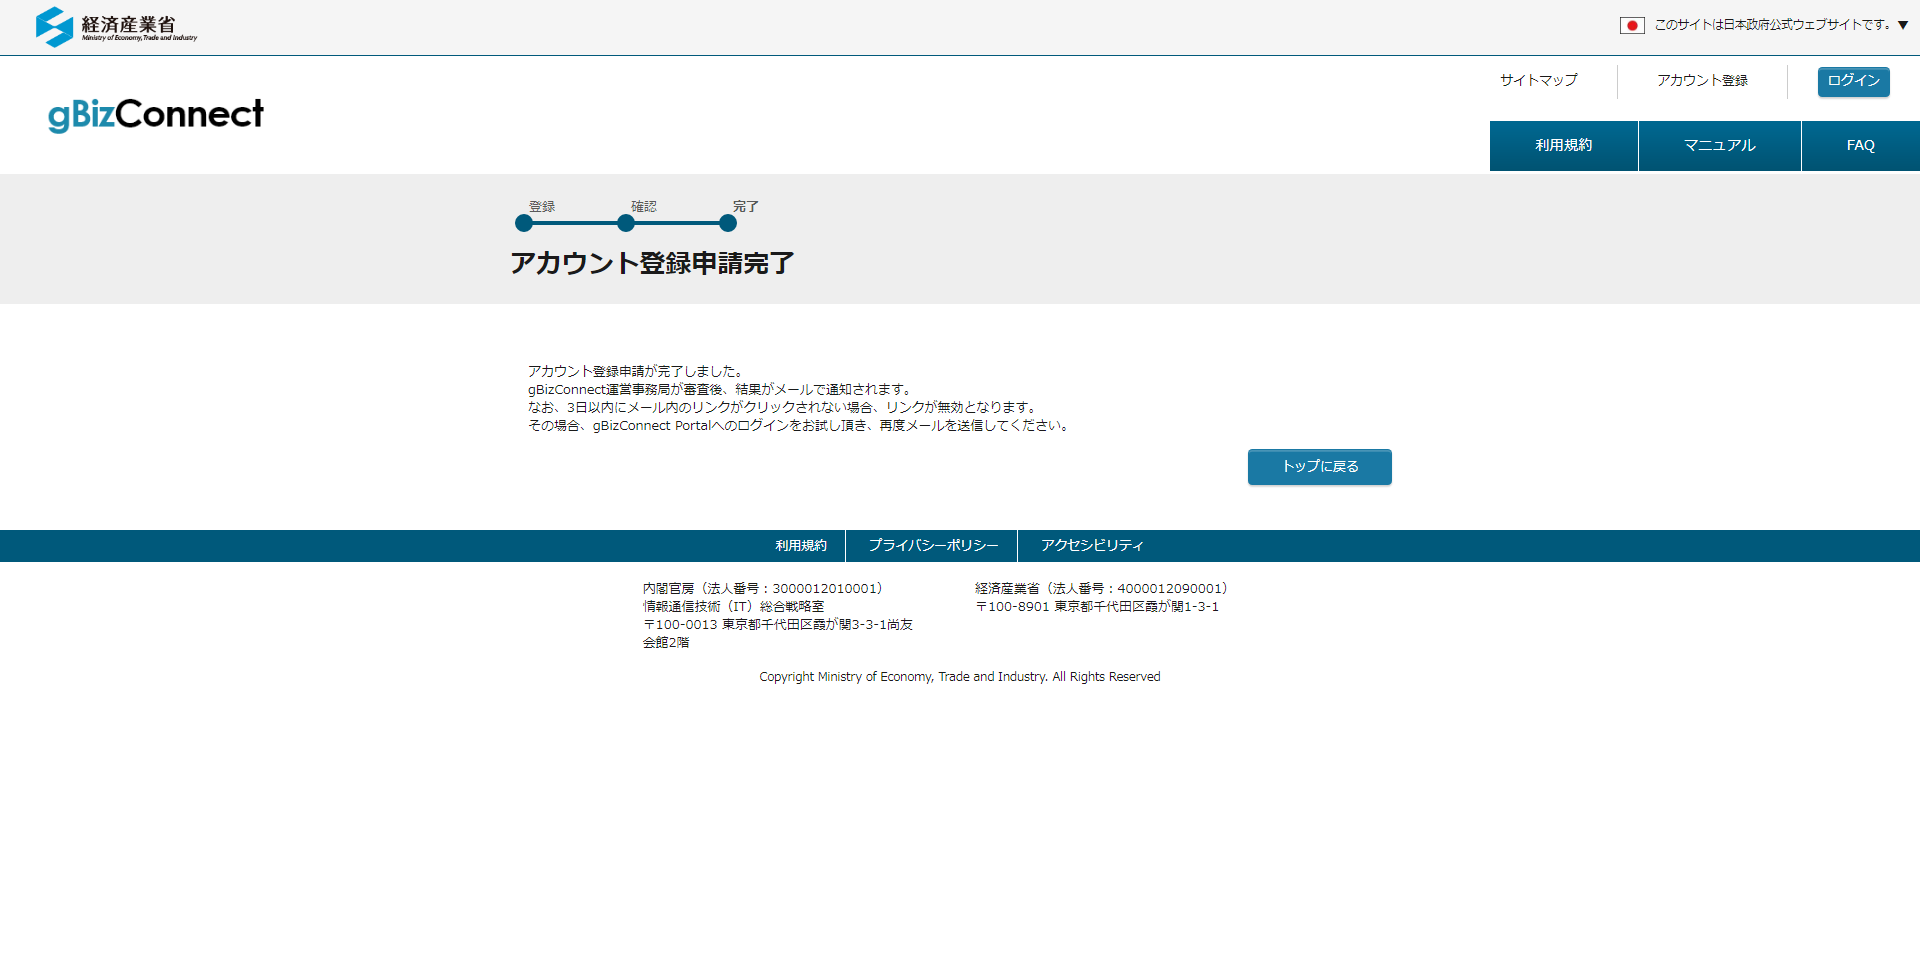 経済産業省
Ministry of Economy, Trade and Industry
このサイトは日本政府公式ウェブサイトです。▼
サイトマップ
アカウント登録
ログイン
gBizConnect
利用規約
マニュアル
FAQ
登録
確認
完了
アカウント登録申請完了
アカウント登録申請が完了しました。
gBizConnect運営事務局が審査後、結果がメールで通知されます。
なお、3日以内にメール内のリンクがクリックされない場合、リンクが無効となります。
その場合、gBizConnect Portalへのログインをお試し頂き、再度メールを送信してください。
トップに戻る
利用規約
プライバシーポリシー
アクセシビリティ
内閣官房（法人番号：3000012010001）
情報通信技術（IT）総合戦略室
〒100-0013 東京都千代田区霞が関3-3-1尚友
会館2階
経済産業省（法人番号：4000012090001）
〒100-8901 東京都千代田区霞が関1-3-1
Copyright Ministry of Economy, Trade and Industry. All Rights Reserved